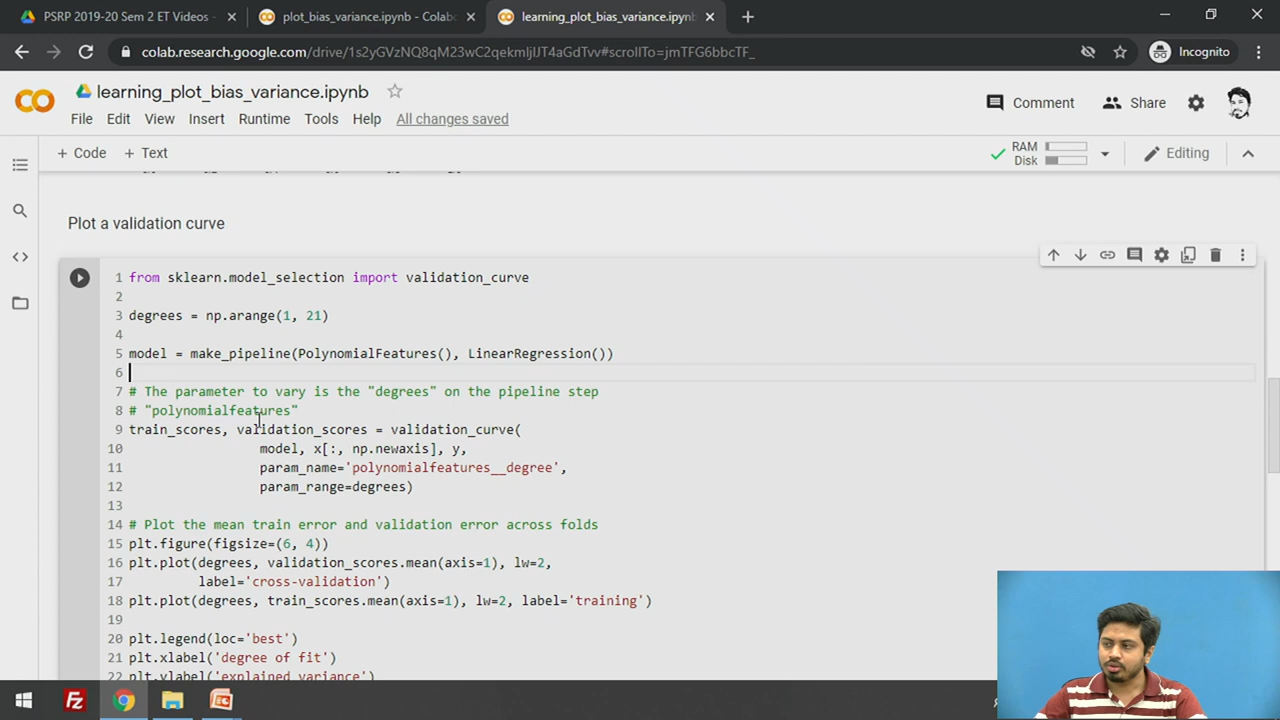 PSRP 2019-20 Sem 2 ET Videos -
plot_bias_variance.ipynb - Colabo
learning_plot_bias_variance.ipynb
colab.research.google.com/drive/1s2yGVzNQ8qM23wC2qekmljIJT4aGdTvv#scrollTo=jmTFG6bbcTF_
Incognito
learning_plot_bias_variance.ipynb
Comment
Share
File Edit View Insert Runtime Tools Help All changes saved
+ Code + Text
RAM
Disk
Editing
Plot a validation curve
1 from sklearn.model_selection import validation_curve
2
3 degrees = np.arange(1, 21)
4
5 model = make_pipeline(PolynomialFeatures(), LinearRegression())
6
7 # The parameter to vary is the "degrees" on the pipeline step
8 # "polynomialfeatures"
9 train_scores, validation_scores = validation_curve(
10 model, x[:, np.newaxis], y,
11 param_name='polynomialfeatures__degree',
12 param_range=degrees)
13
14 # Plot the mean train error and validation error across folds
15 plt.figure(figsize=(6, 4))
16 plt.plot(degrees, validation_scores.mean(axis=1), lw=2,
17 label='cross-validation')
18 plt.plot(degrees, train_scores.mean(axis=1), lw=2, label='training')
19
20 plt.legend(loc='best')
21 plt.xlabel('degree of fit')
22 plt.ylabel('explained variance')